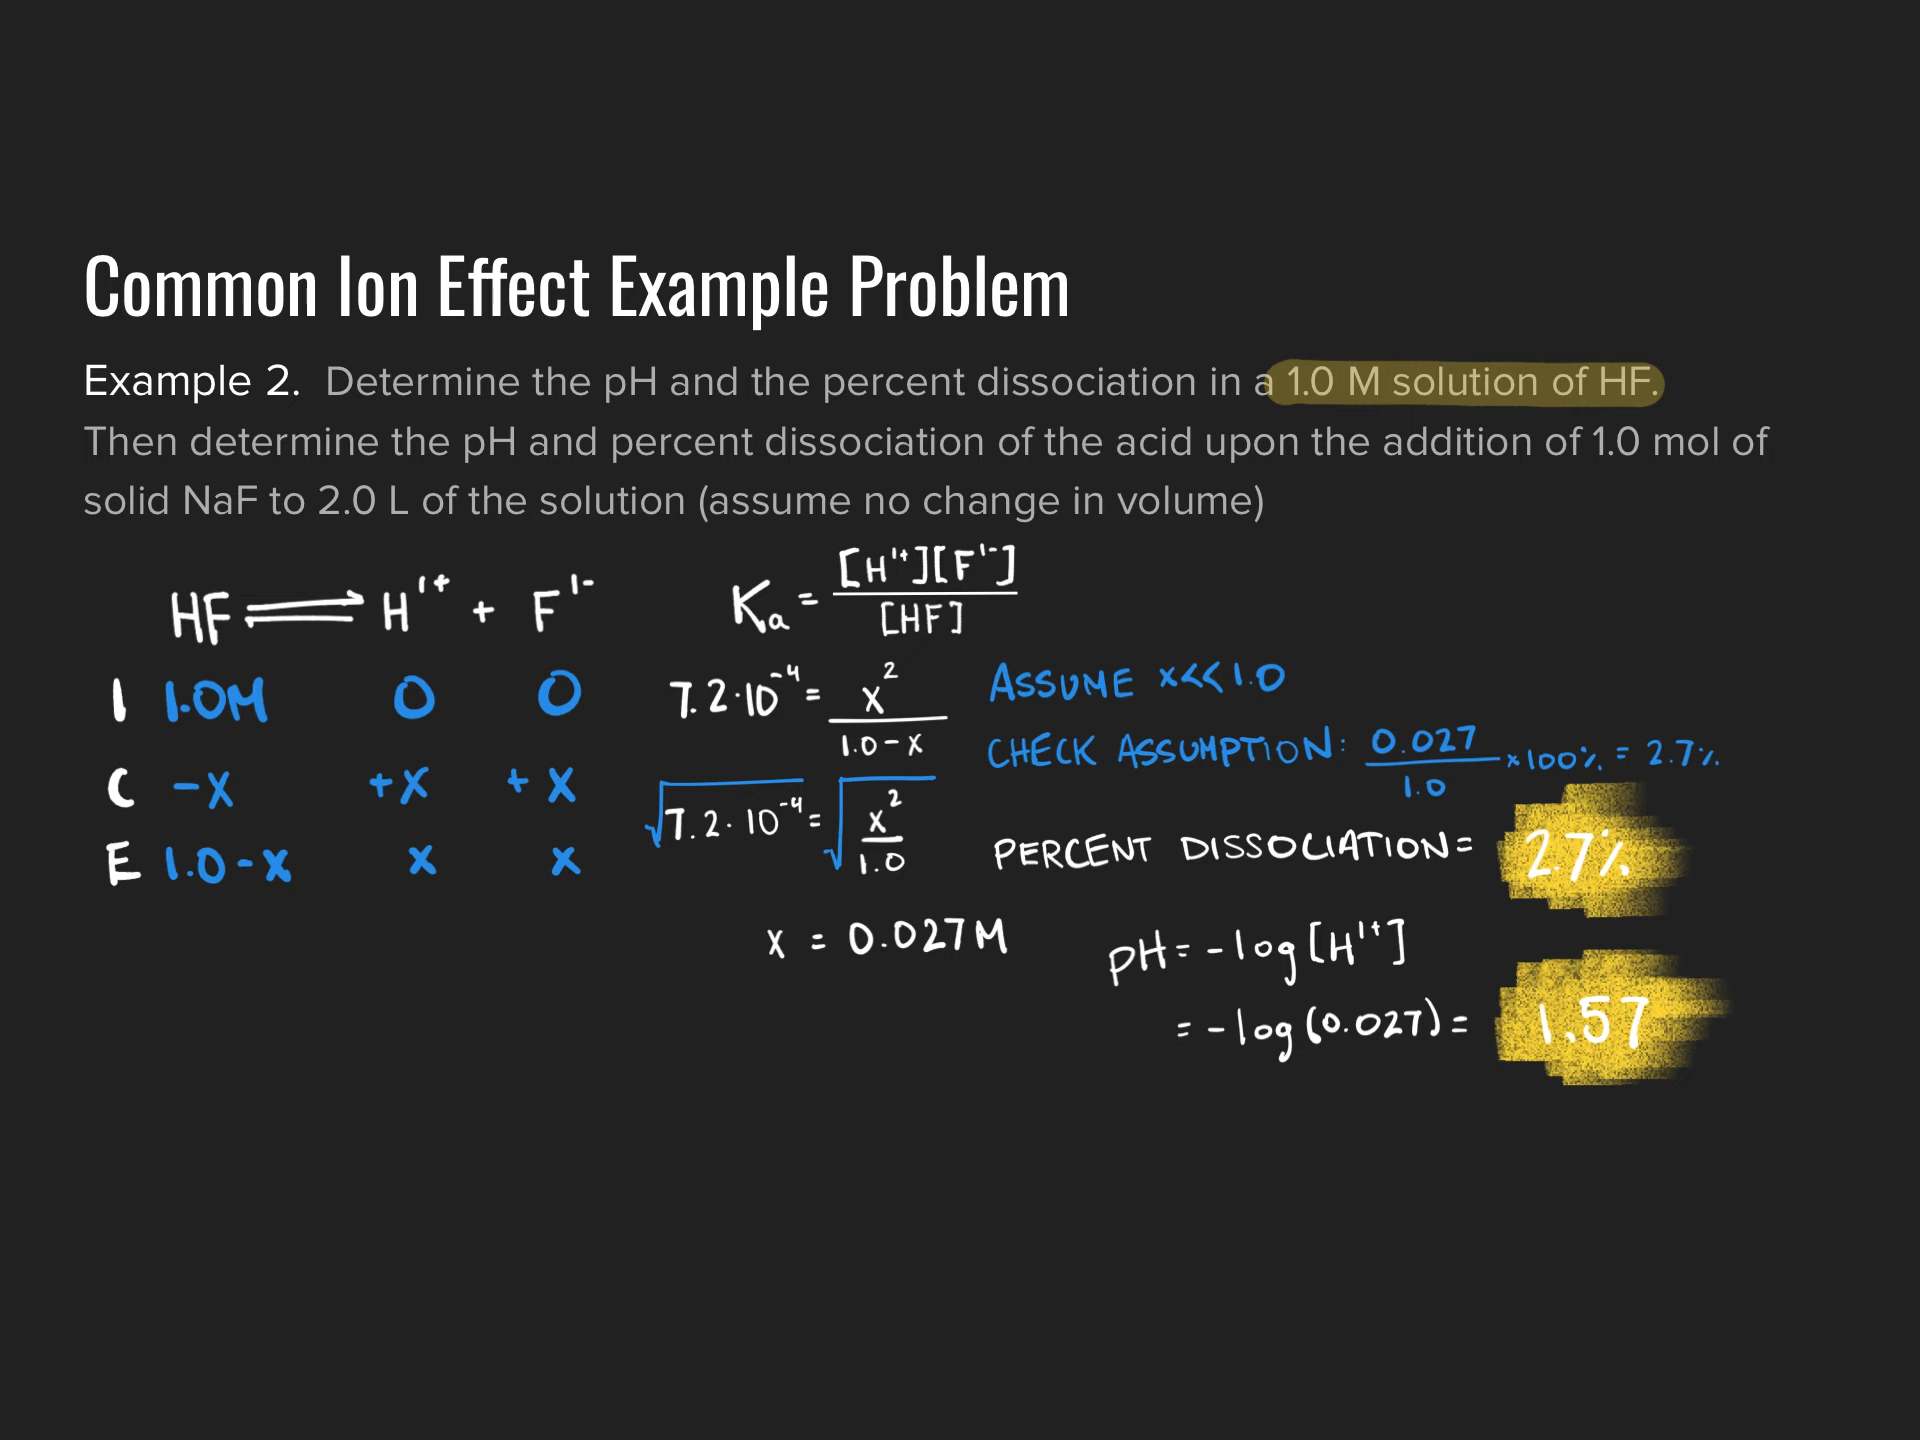 Common Ion Effect Example Problem
Example 2. Determine the pH and the percent dissociation in a 1.0 M solution of HF.
Then determine the pH and percent dissociation of the acid upon the addition of 1.0 mol of
solid NaF to 2.0 L of the solution (assume no change in volume)
HF ⇌ H¹⁺ + F¹⁻
I 1.0M 0 0
C -x +x +x
E 1.0-x x x
Ka = [H¹⁺][F¹⁻] / [HF]
7.2·10⁻⁴ = x² / 1.0-x
√7.2·10⁻⁴ = √x² / 1.0
x = 0.027M
ASSUME x<<1.0
CHECK ASSUMPTION: 0.027 / 1.0 x100% = 2.7%
PERCENT DISSOCIATION= 2.7%
pH= -log[H¹⁺]
= -log(0.027)= 1.57